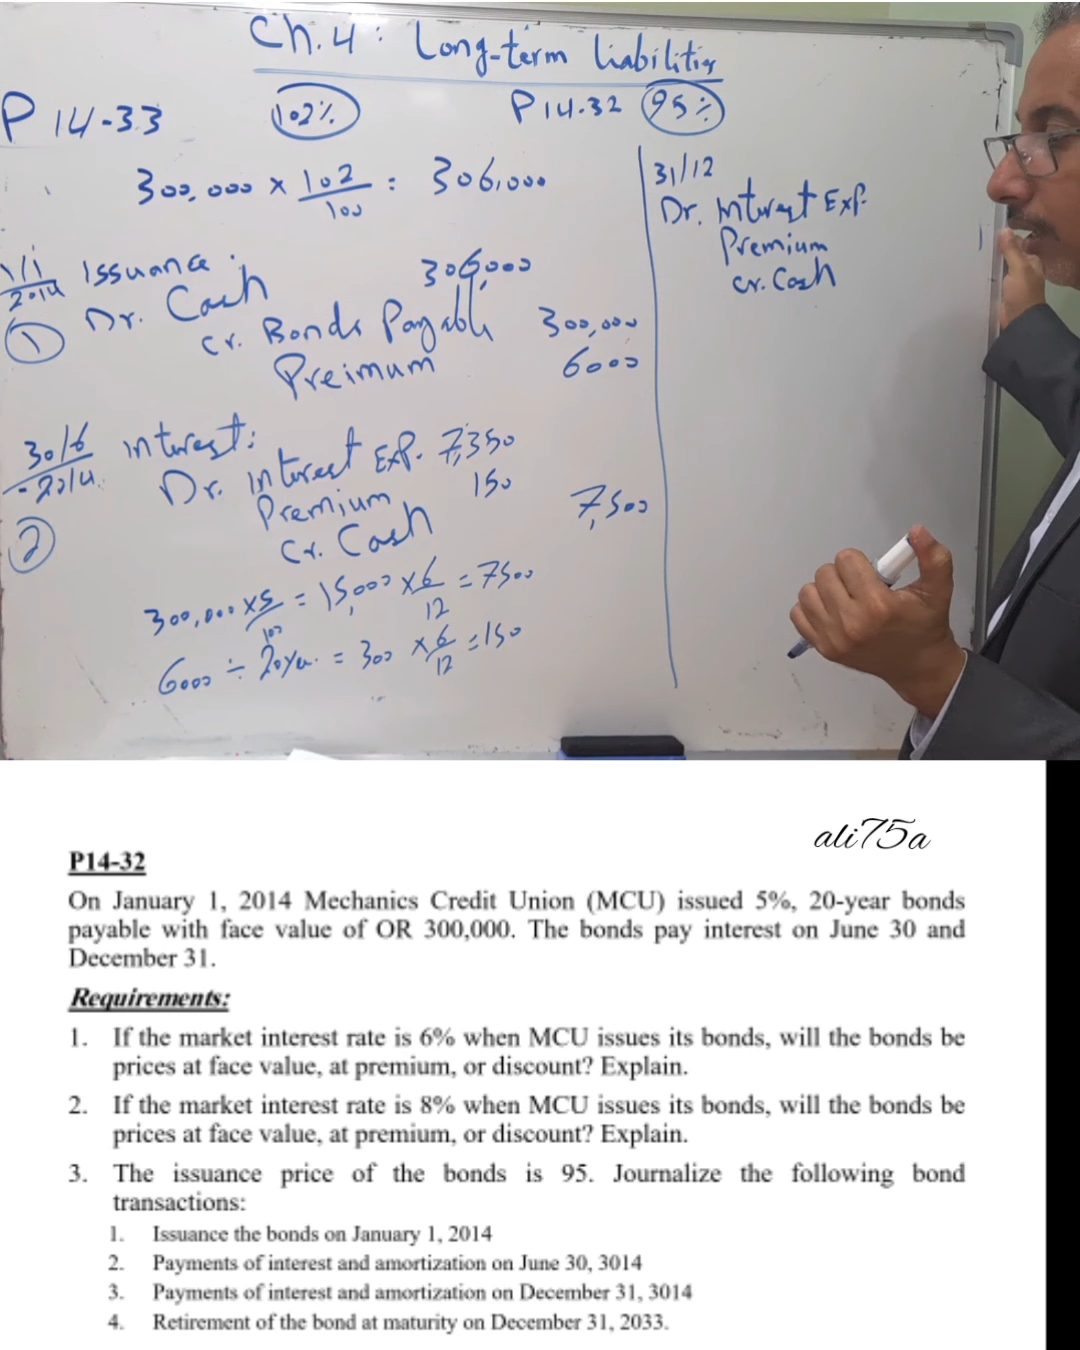 Ch.4: Long-term liabilities
P 14-33 102% P14.32 95%
300,000 x 102/100 = 306,000
1/1/2014 Issuance:
① Dr. Cash 306,000
Cr. Bonds Payable 300,000
Preimum 6000
30/6/2014 interest:
② Dr. Interest Exp. 7,350
Premium 150
Cr. Cash 7,500
300,000 x 5/100 = 15,000 x 6/12 = 7500
6000 ÷ 20 = 300 x 6/12 = 150
31/12
Dr. Interest Exp.
Premium
Cr. Cash
ali75a
P14-32
On January 1, 2014 Mechanics Credit Union (MCU) issued 5%, 20-year bonds
payable with face value of OR 300,000. The bonds pay interest on June 30 and
December 31.
Requirements:
1. If the market interest rate is 6% when MCU issues its bonds, will the bonds be
prices at face value, at premium, or discount? Explain.
2. If the market interest rate is 8% when MCU issues its bonds, will the bonds be
prices at face value, at premium, or discount? Explain.
3. The issuance price of the bonds is 95. Journalize the following bond
transactions:
1. Issuance the bonds on January 1, 2014
2. Payments of interest and amortization on June 30, 3014
3. Payments of interest and amortization on December 31, 3014
4. Retirement of the bond at maturity on December 31, 2033.